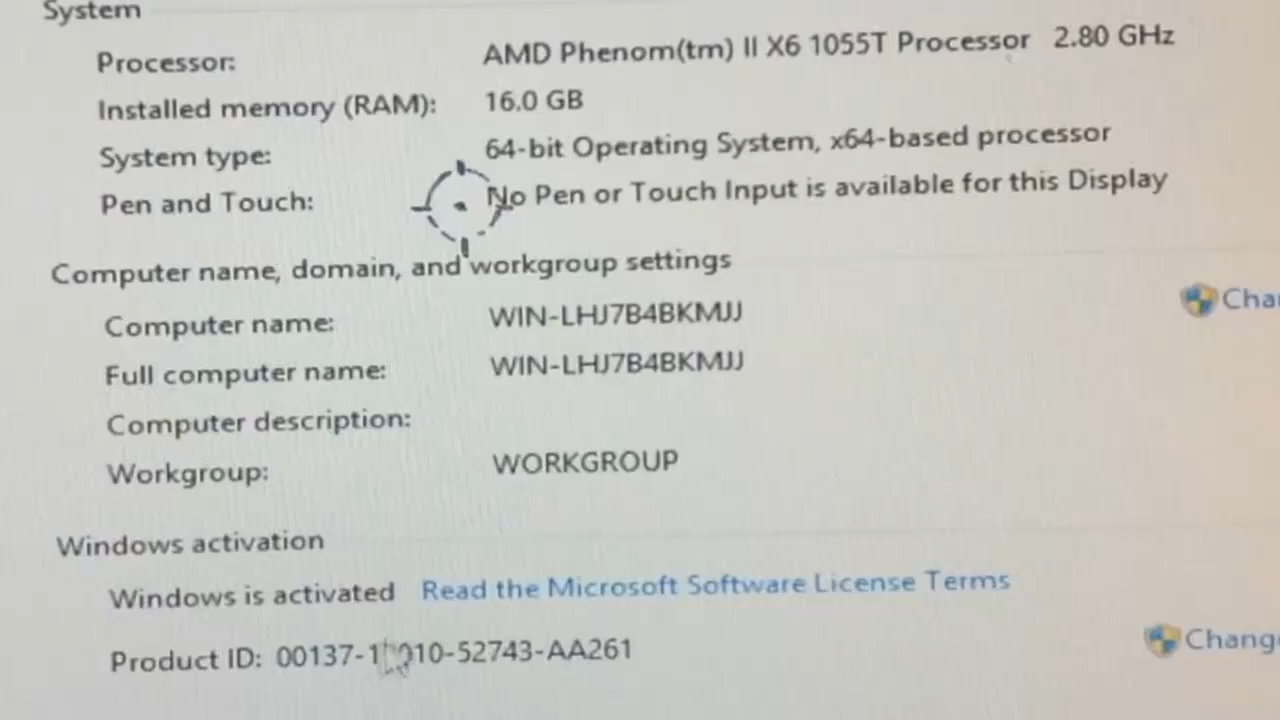 System
Processor: AMD Phenom(tm) II X6 1055T Processor 2.80 GHz
Installed memory (RAM): 16.0 GB
System type: 64-bit Operating System, x64-based processor
Pen and Touch: No Pen or Touch Input is available for this Display
Computer name, domain, and workgroup settings
Computer name: WIN-LHJ7B4BKMJJ
Cha
Full computer name: WIN-LHJ7B4BKMJJ
Computer description:
Workgroup: WORKGROUP
Windows activation
Windows is activated Read the Microsoft Software License Terms
Product ID:
Chang